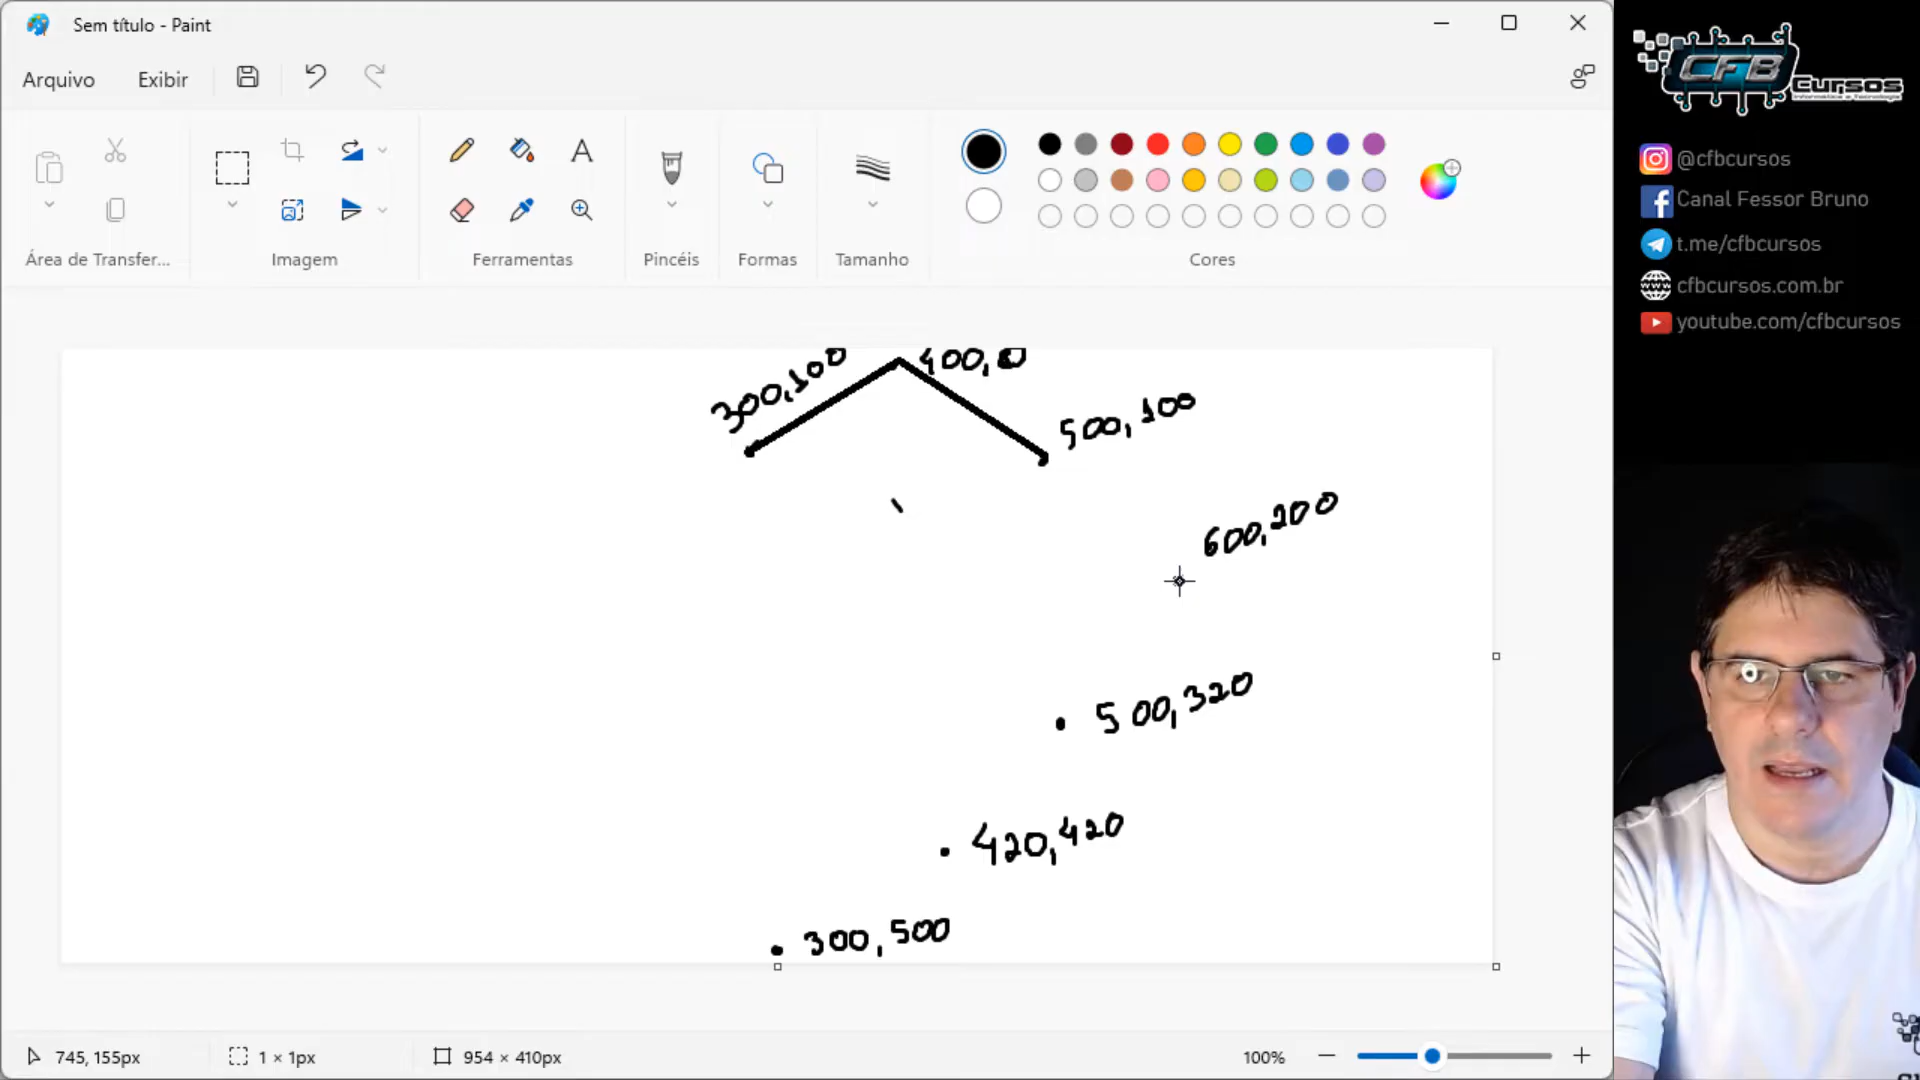 Sem título - Paint
Arquivo
Exibir
Área de Transfer...
Imagem
Ferramentas
Pincéis
Formas
Tamanho
Cores
300,100
400,0
500,100
600,200
500,320
420,420
300,500
745, 155px
1 × 1px
954 × 410px
100%
CFB
Cursos
Informática e Tecnologia
@cfbcursos
Canal Fessor Bruno
t.me/cfbcursos
cfbcursos.com.br
youtube.com/cfbcursos